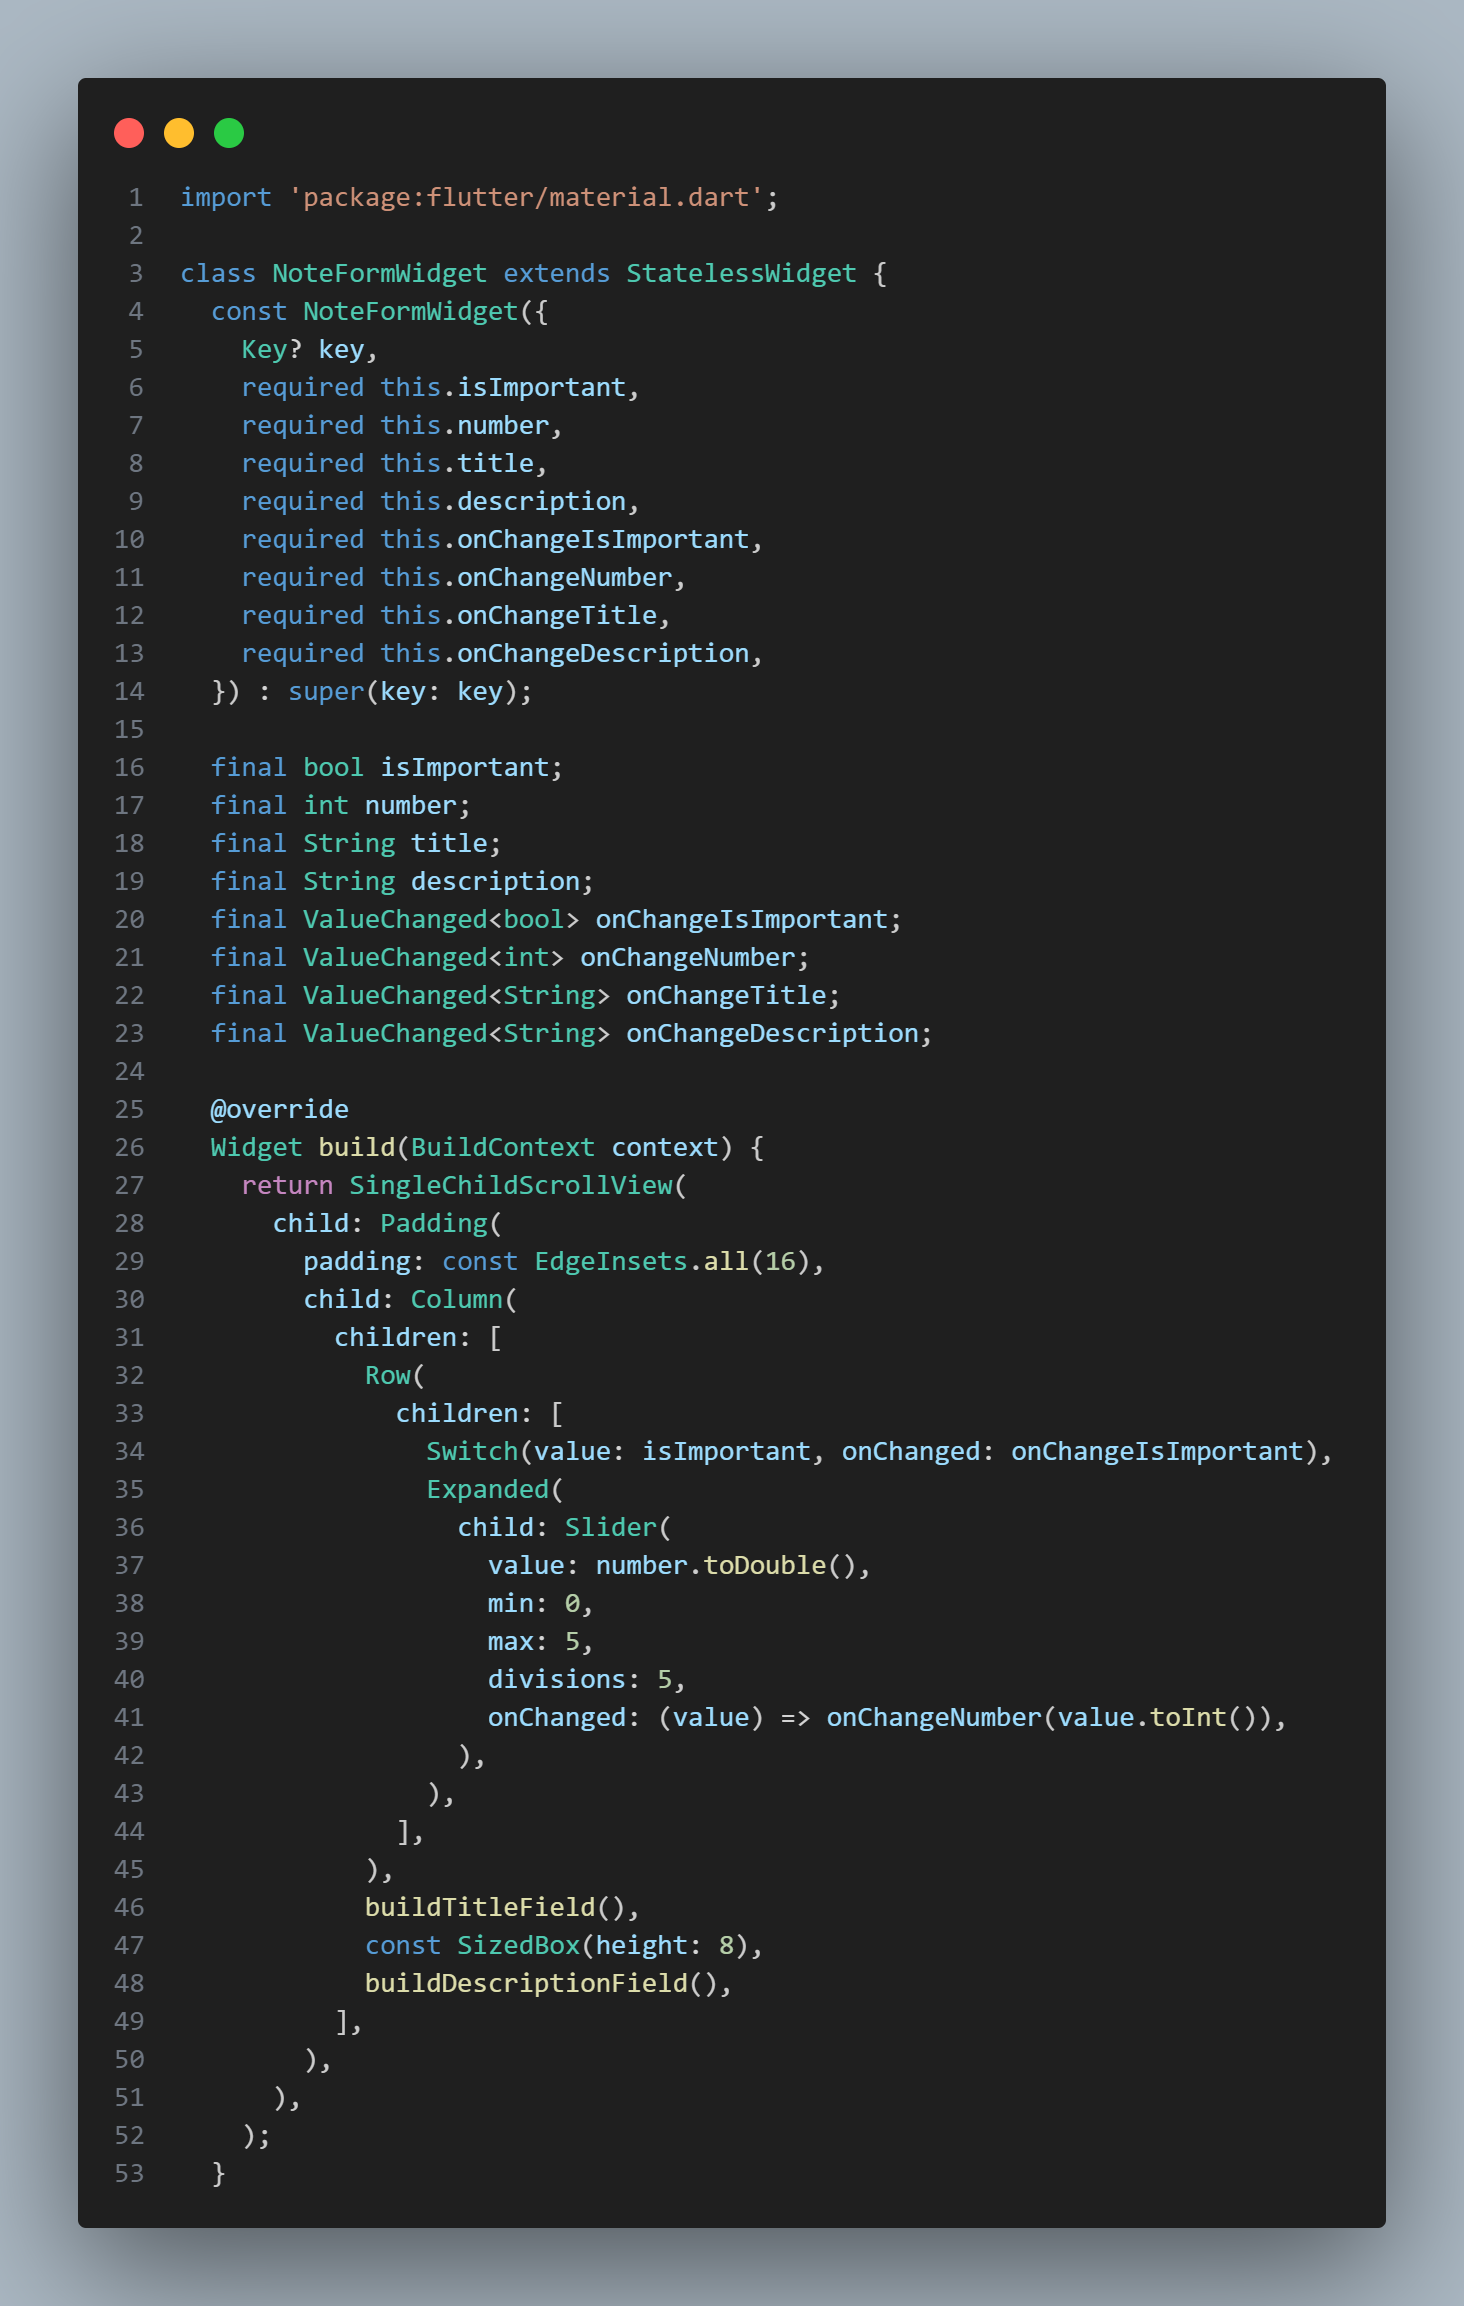 1 import 'package:flutter/material.dart';
2
3 class NoteFormWidget extends StatelessWidget {
4   const NoteFormWidget({
5     Key? key,
6     required this.isImportant,
7     required this.number,
8     required this.title,
9     required this.description,
10     required this.onChangeIsImportant,
11     required this.onChangeNumber,
12     required this.onChangeTitle,
13     required this.onChangeDescription,
14   }) : super(key: key);
15
16   final bool isImportant;
17   final int number;
18   final String title;
19   final String description;
20   final ValueChanged<bool> onChangeIsImportant;
21   final ValueChanged<int> onChangeNumber;
22   final ValueChanged<String> onChangeTitle;
23   final ValueChanged<String> onChangeDescription;
24
25   @override
26   Widget build(BuildContext context) {
27     return SingleChildScrollView(
28       child: Padding(
29         padding: const EdgeInsets.all(16),
30         child: Column(
31           children: [
32             Row(
33               children: [
34                 Switch(value: isImportant, onChanged: onChangeIsImportant),
35                 Expanded(
36                   child: Slider(
37                     value: number.toDouble(),
38                     min: 0,
39                     max: 5,
40                     divisions: 5,
41                     onChanged: (value) => onChangeNumber(value.toInt()),
42                   ),
43                 ),
44               ],
45             ),
46             buildTitleField(),
47             const SizedBox(height: 8),
48             buildDescriptionField(),
49           ],
50         ),
51       ),
52     );
53   }